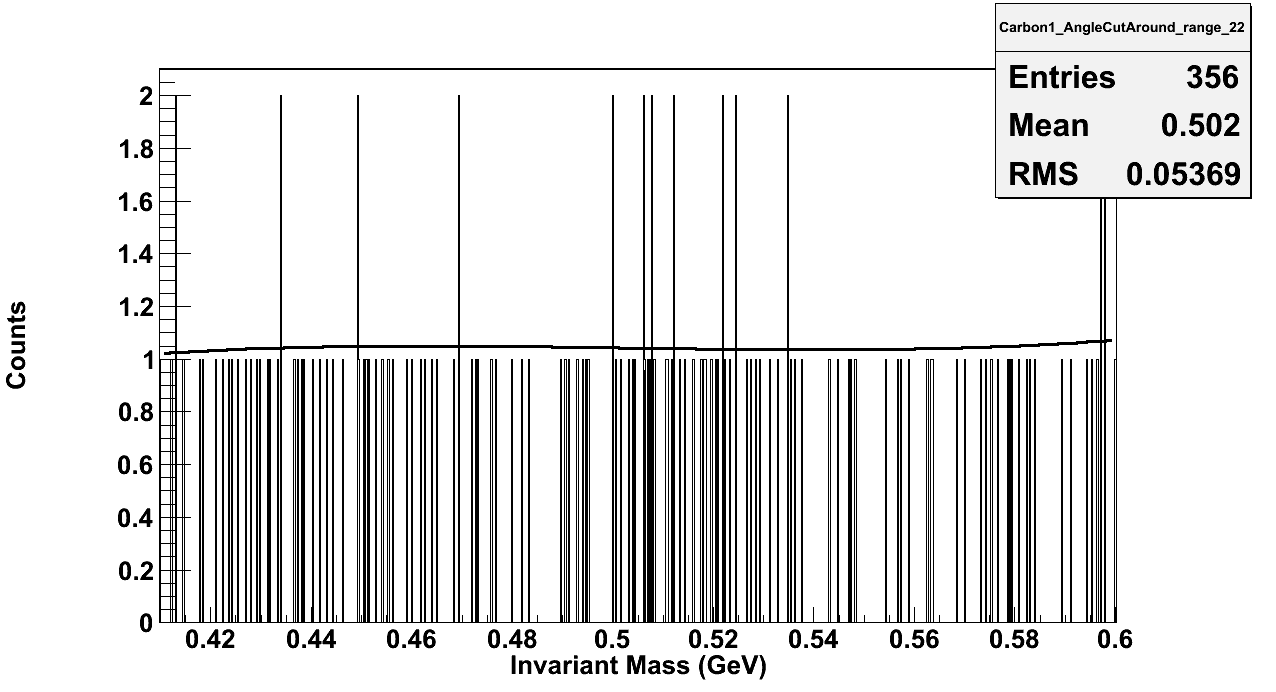 Carbon1_AngleCutAround_range_22
Entries 356
Mean 0.502
RMS 0.05369
Counts
2
1.8
1.6
1.4
1.2
1
0.8
0.6
0.4
0.2
0
0.42 0.44 0.46 0.48 0.5 0.52 0.54 0.56 0.58 0.6
Invariant Mass (GeV)